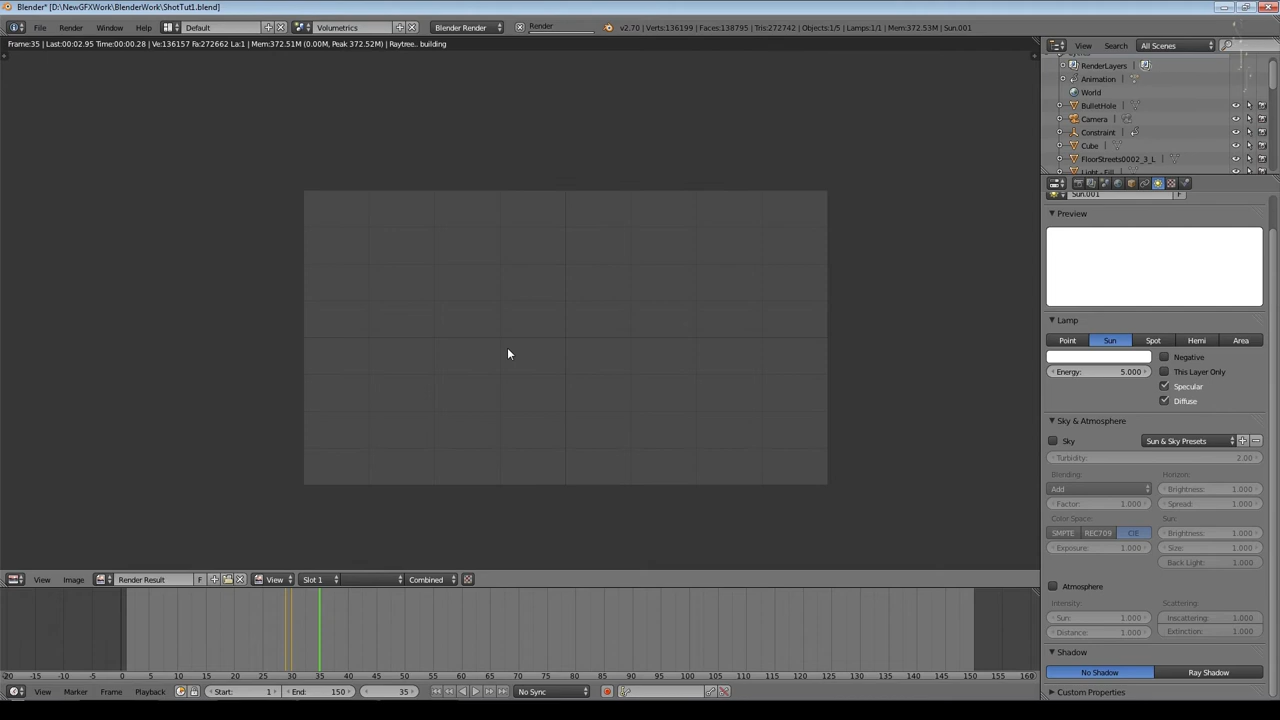 Blender* [D:\NewGFXWork\BlenderWork\ShotTut1.blend]
File Render Window Help Default Volumetrics Blender Render Render v2.70 | Verts:136199 | Faces:138795 | Tris:272742 | Objects:1/5 | Lamps:1/1 | Mem:372.53M | Sun.001
Frame:35 | Last:00:02.95 Time:00:00.28 | Ve:136157 Fa:272662 La:1 | Mem:372.51M (0.00M, Peak 372.52M) | Raytree.. building
View Search All Scenes
RenderLayers |
Animation |
World
BulletHole |
Camera |
Constraint |
Cube |
FloorStreets0002_3_L |
Light - Fill
Sun.001 F
Preview
Lamp
Point Sun Spot Hemi Area
Negative
Energy: 5.000 This Layer Only
Specular
Diffuse
Sky & Atmosphere
Sky Sun & Sky Presets
Turbidity: 2.00
Blending: Horizon:
Add Brightness: 1.000
Factor: 1.000 Spread: 1.000
Color Space: Sun:
SMPTE REC709 CIE Brightness: 1.000
Exposure: 1.000 Size: 1.000
Back Light: 1.000
Atmosphere
Intensity: Scattering:
Sun: 1.000 Inscattering: 1.000
Distance: 1.000 Extinction: 1.000
Shadow
No Shadow Ray Shadow
Custom Properties
View Image Render Result F View Slot 1 Combined
-20 -15 -10 -5 0 5 10 15 20 25 30 35 40 45 50 55 60 65 70 75 80 85 90 95 100 105 110 115 120 125 130 135 140 145 150 155 160
View Marker Frame Playback Start: 1 End: 150 35 No Sync